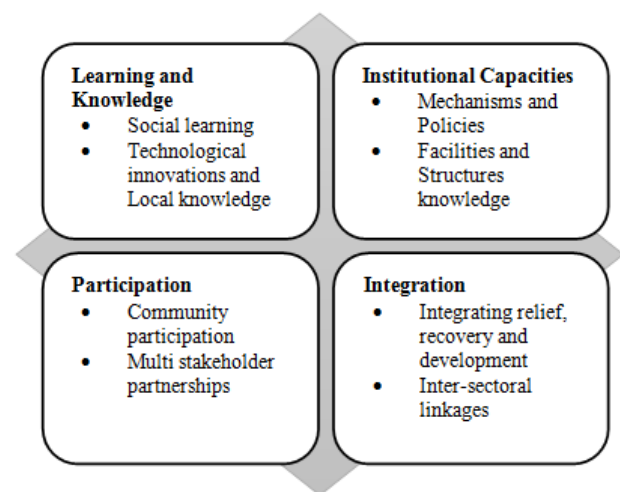 Learning and
Knowledge
• Social learning
• Technological
innovations and
Local knowledge
Institutional Capacities
• Mechanisms and
Policies
• Facilities and
Structures
knowledge
Participation
• Community
participation
• Multi stakeholder
partnerships
Integration
• Integrating relief,
recovery and
development
• Inter-sectoral
linkages